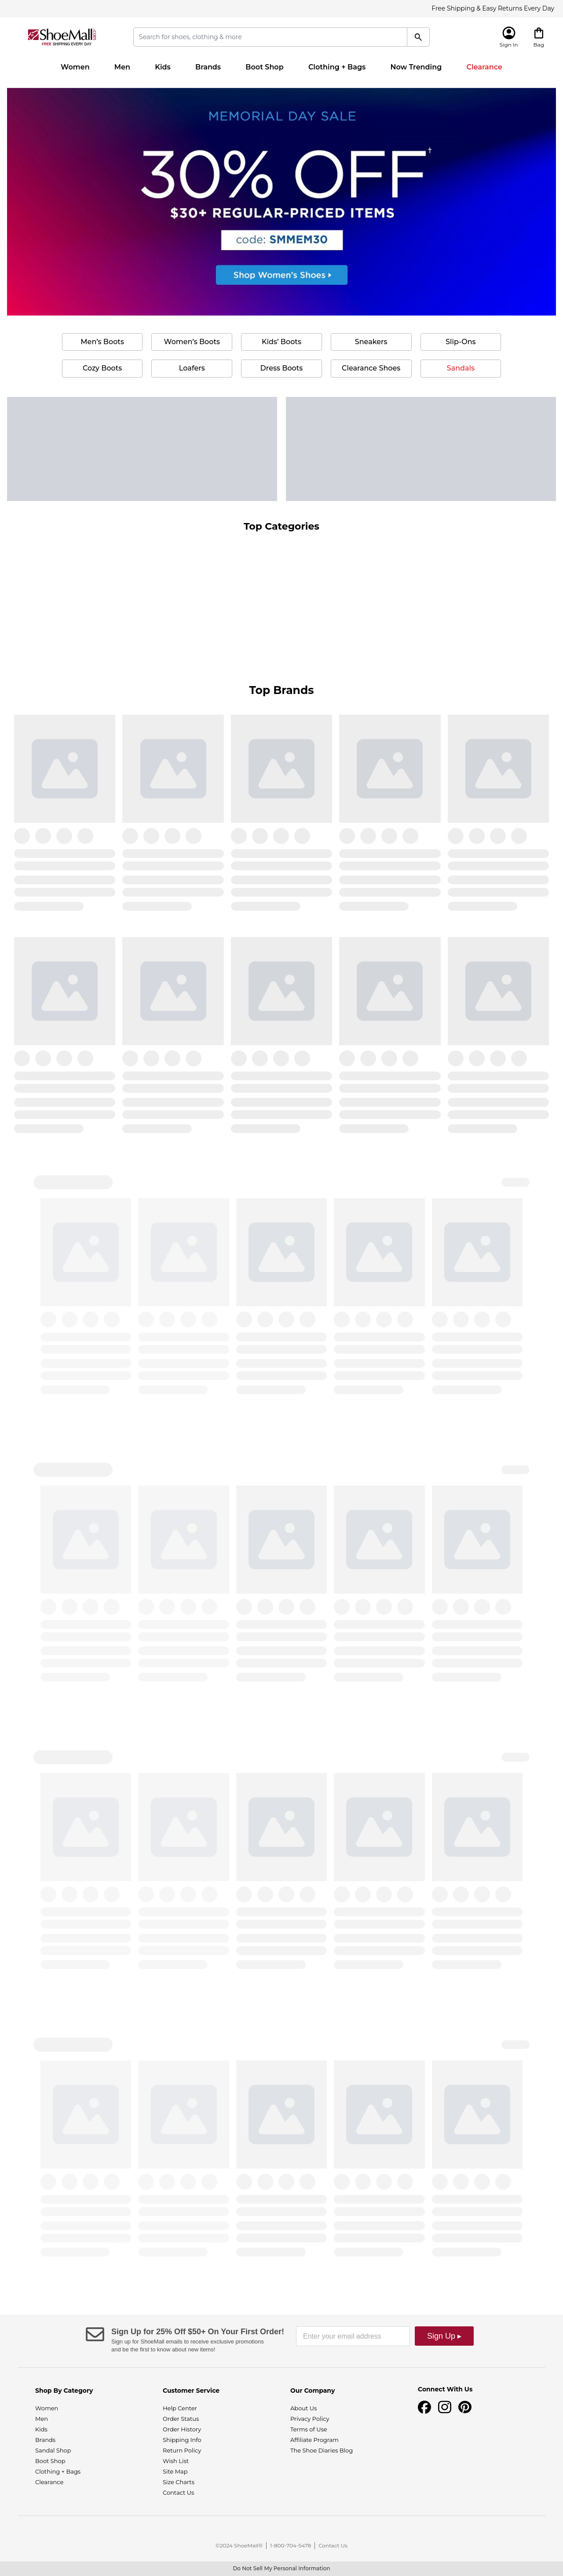 Free Shipping & Easy Returns Every Day
ShoeMall
FREE SHIPPING EVERY DAY
Search for shoes, clothing & more
Sign In
Bag
Women Men Kids Brands Boot Shop Clothing + Bags Now Trending Clearance
MEMORIAL DAY SALE
30% OFF†
$30+ REGULAR-PRICED ITEMS
code: SMMEM30
Shop Women's Shoes
Men's Boots Women's Boots Kids' Boots Sneakers Slip-Ons
Cozy Boots Loafers Dress Boots Clearance Shoes Sandals
Top Categories
Top Brands
Sign Up for 25% Off $50+ On Your First Order!
Sign up for ShoeMall emails to receive exclusive promotions
and be the first to know about new items!
Enter your email address
Sign Up ▸
Shop By Category
Women
Men
Kids
Brands
Sandal Shop
Boot Shop
Clothing + Bags
Clearance
Customer Service
Help Center
Order Status
Order History
Shipping Info
Return Policy
Wish List
Site Map
Size Charts
Contact Us
Our Company
About Us
Privacy Policy
Terms of Use
Affiliate Program
The Shoe Diaries Blog
Connect With Us
©2024 ShoeMall® | 1-800-704-5478 | Contact Us
Do Not Sell My Personal Information